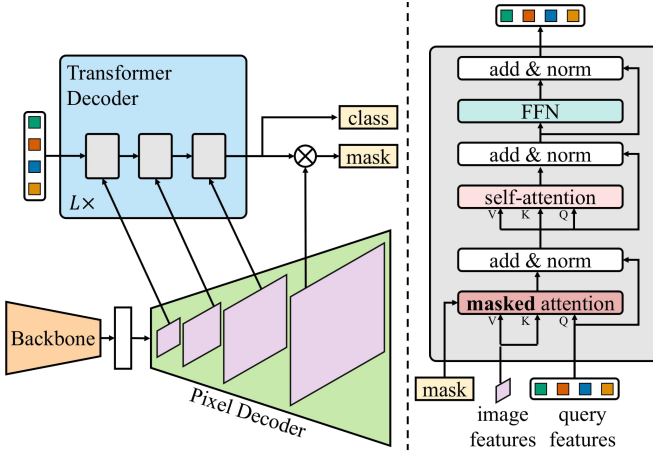 Transformer
Decoder
L×
class
mask
Backbone
Pixel Decoder
add & norm
FFN
add & norm
self-attention
V K Q
add & norm
masked attention
V K Q
mask
image
features
query
features